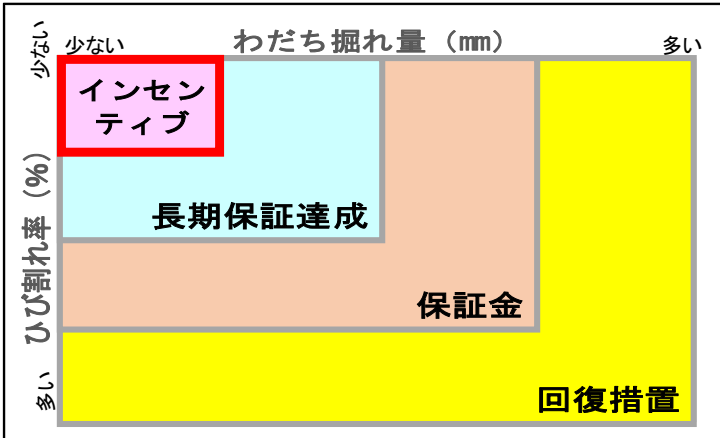 少ない
少ない
わだち掘れ量（㎜）
多い
インセン
ティブ
ひび割れ率（%）
長期保証達成
保証金
多い
回復措置